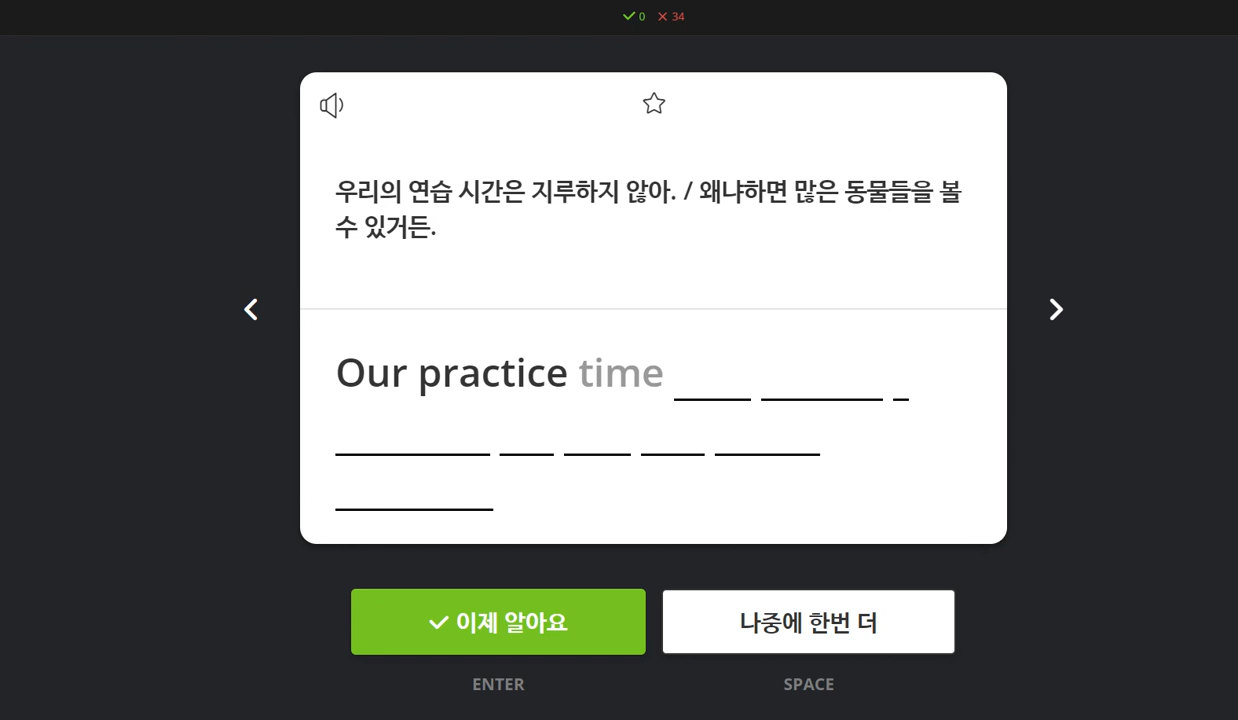 0 34
우리의 연습 시간은 지루하지 않아. / 왜냐하면 많은 동물들을 볼
수 있거든.
Our practice time
이제 알아요
나중에 한번 더
ENTER
SPACE